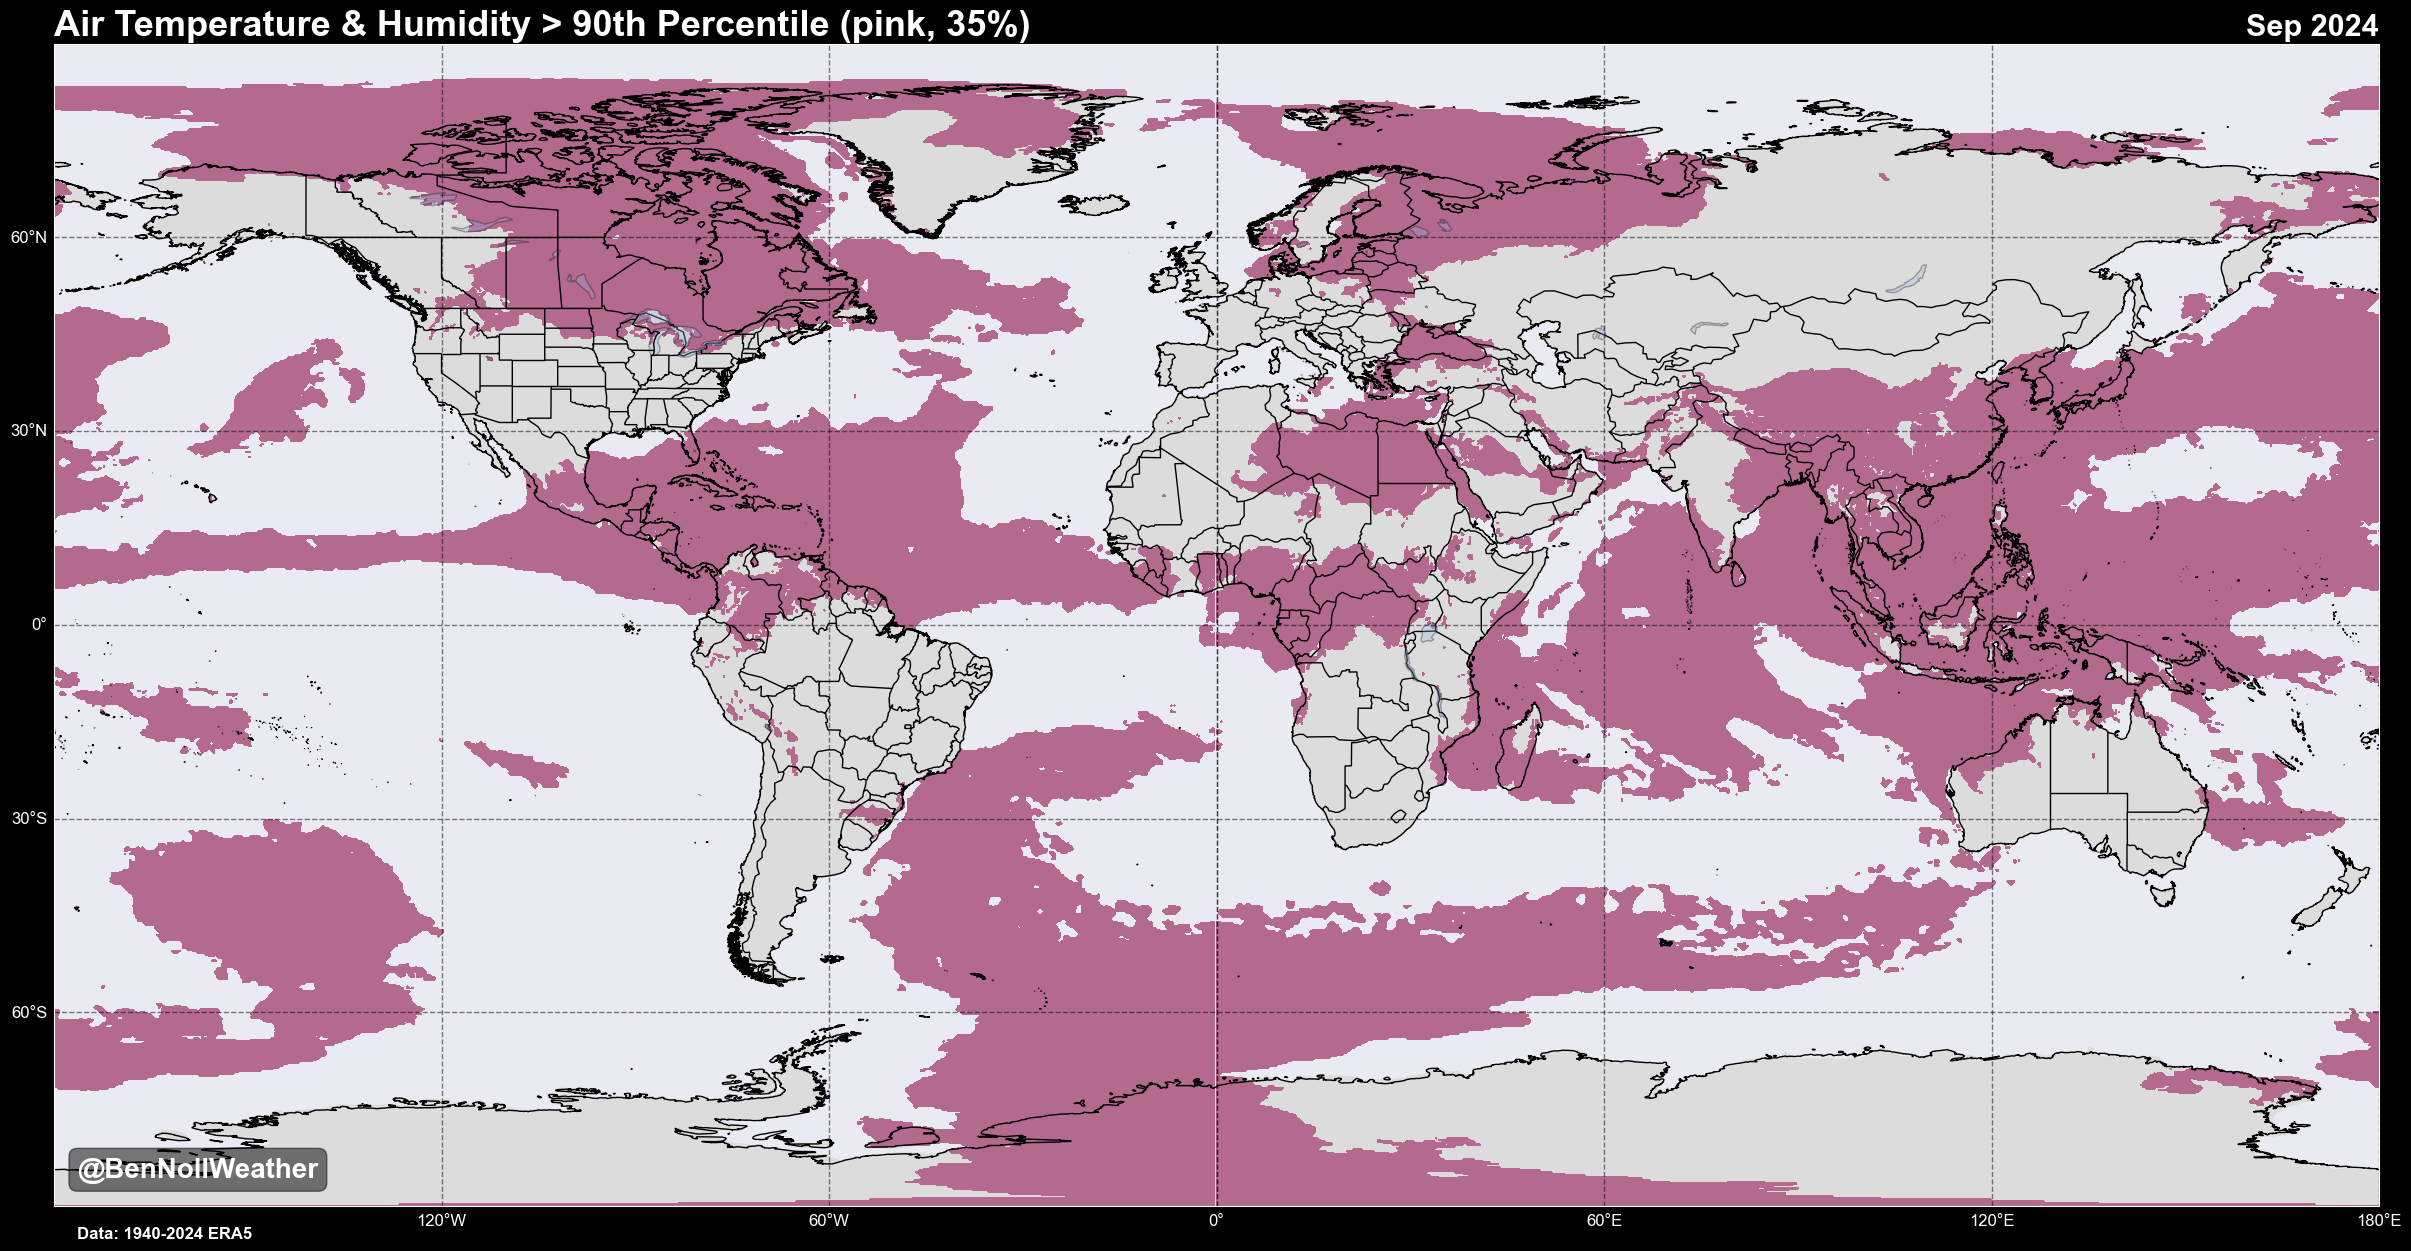 Air Temperature & Humidity > 90th Percentile (pink, 35%)
Sep 2024
60°N
30°N
0°
30°S
60°S
@BenNollWeather
120°W
60°W
0°
60°E
120°E
180°E
Data: 1940-2024 ERA5